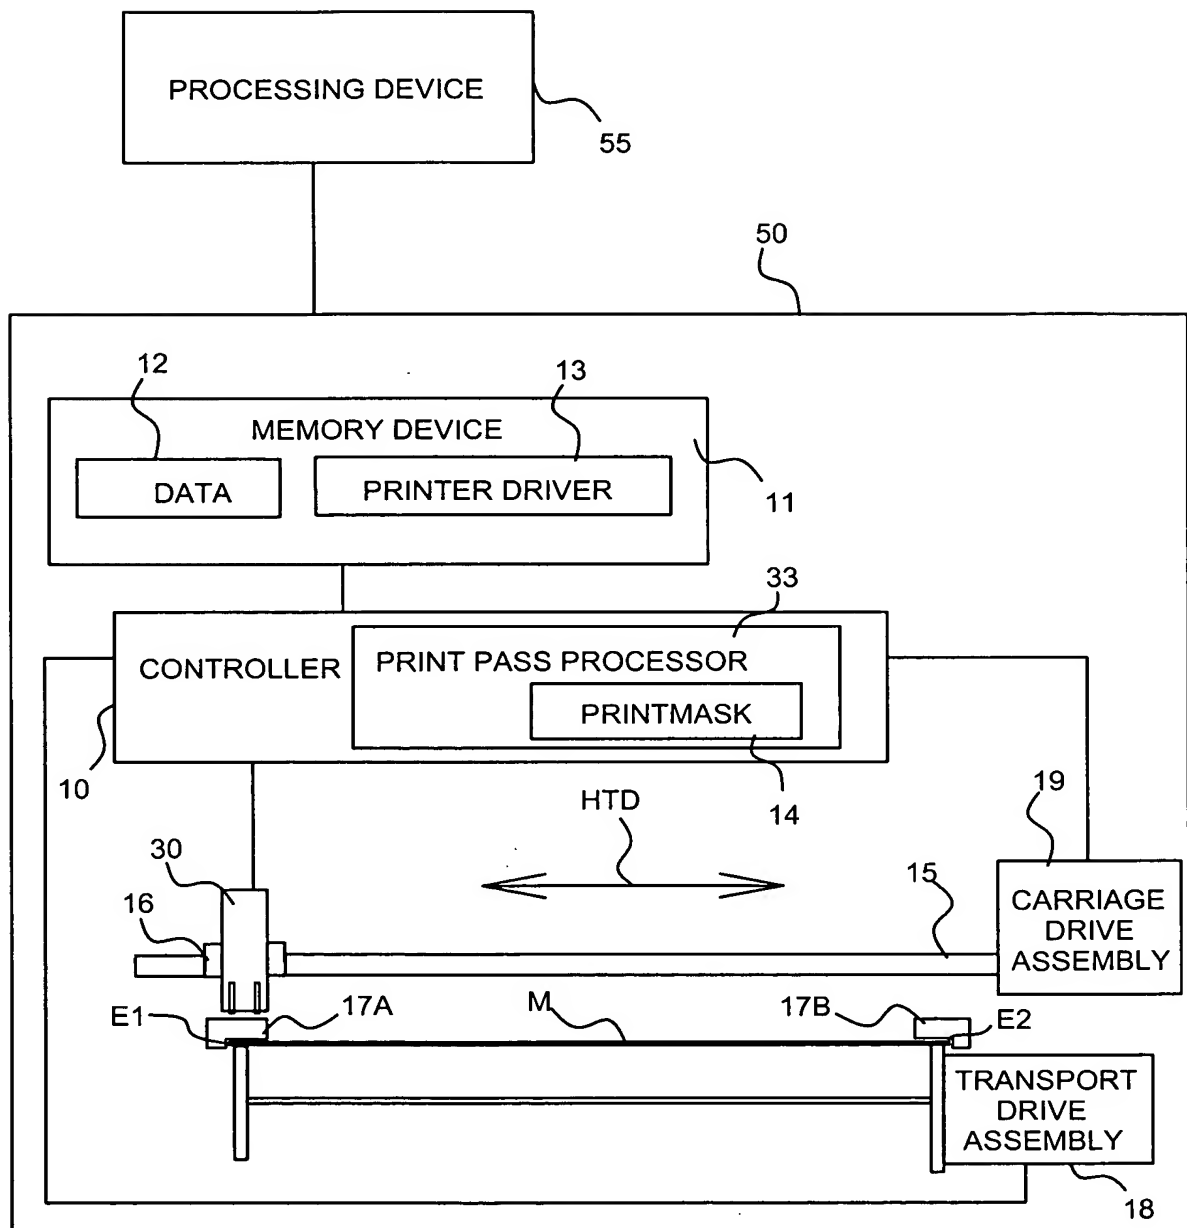 PROCESSING DEVICE
55
50
12
13
MEMORY DEVICE
DATA
PRINTER DRIVER
11
33
CONTROLLER
PRINT PASS PROCESSOR
PRINTMASK
10
14
HTD
19
30
16
15
CARRIAGE
DRIVE
ASSEMBLY
E1
17A
M
17B
E2
TRANSPORT
DRIVE
ASSEMBLY
18